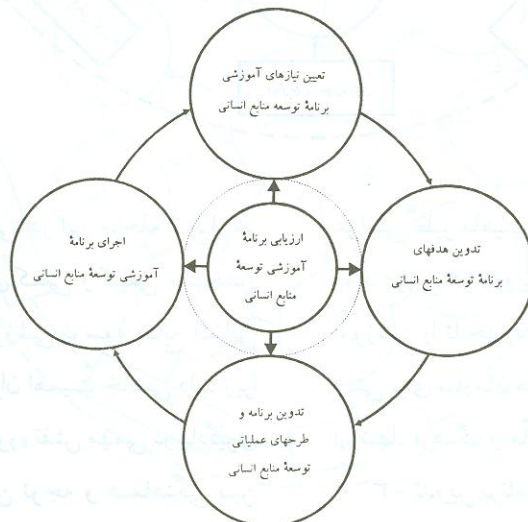 تعیین نیازهای آموزشی
برنامهٔ توسعه منابع انسانی
تدوین هدفهای
برنامهٔ توسعهٔ منابع انسانی
تدوین برنامه و
طرحهای عملیاتی
توسعهٔ منابع انسانی
اجرای برنامهٔ
آموزشی توسعهٔ منابع انسانی
ارزیابی برنامهٔ
آموزشی توسعهٔ
منابع انسانی